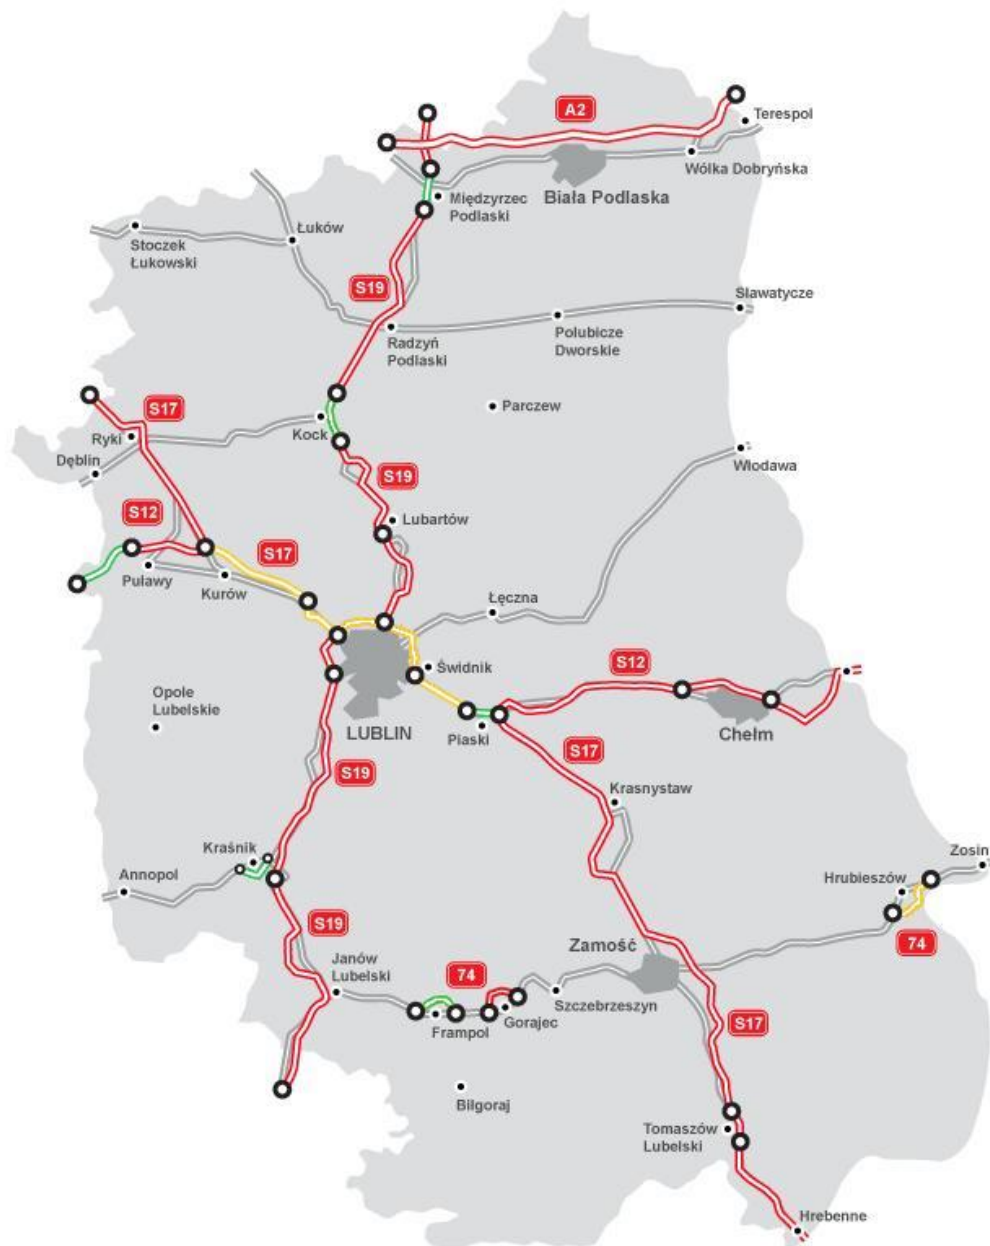 A2
Terespol
Wólka Dobryńska
Biała Podlaska
Międzyrzec
Podlaski
Łuków
Stoczek
Łukowski
S19
Sławatycze
Polubicze
Dworskie
Radzyń
Podlaski
S17
Parczew
Kock
Ryki
Dęblin
Włodawa
S19
S12
Lubartów
S17
Puławy
Kurów
Łęczna
Świdnik
S12
Opole
Lubelskie
LUBLIN
Piaski
Chełm
S17
S19
Krasnystaw
Kraśnik
Zosin
Annopol
Hrubieszów
S19
74
Zamość
Janów
Lubelski
74
Szczebrzeszyn
Gorajec
Frampol
S17
Biłgoraj
Tomaszów
Lubelski
Hrebenne